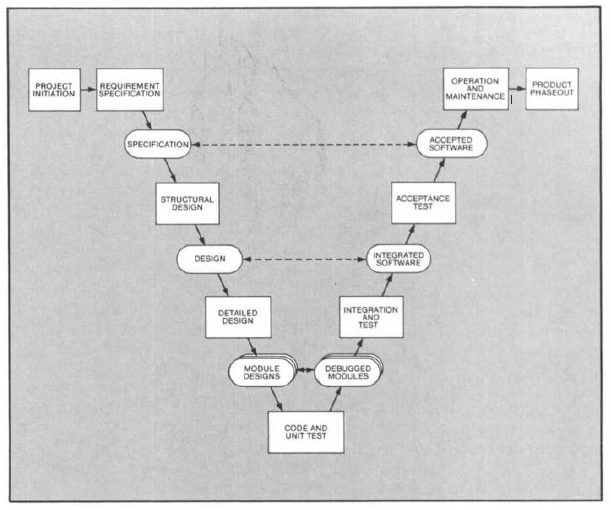 PROJECT
INITIATION
REQUIREMENT
SPECIFICATION
OPERATION
AND
MAINTENANCE
PRODUCT
PHASEOUT
SPECIFICATION
ACCEPTED
SOFTWARE
STRUCTURAL
DESIGN
ACCEPTANCE
TEST
DESIGN
INTEGRATED
SOFTWARE
DETAILED
DESIGN
INTEGRATION
AND
TEST
MODULE
DESIGNS
DEBUGGED
MODULES
CODE AND
UNIT TEST